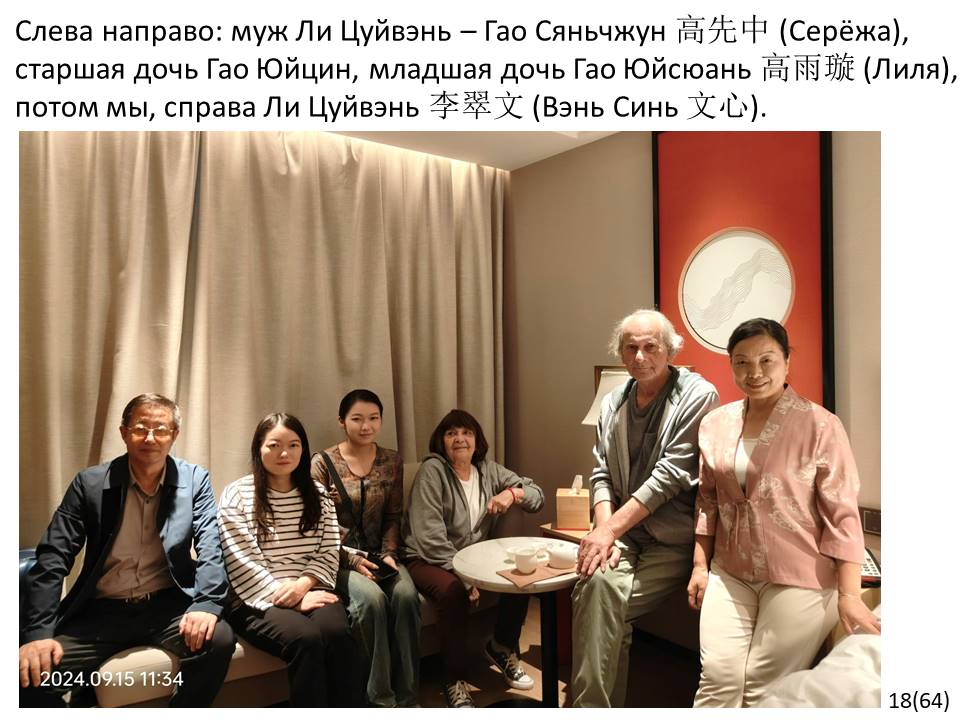 Слева направо: муж Ли Цуйвэнь – Гао Сяньчжун 高先中 (Серёжа),
старшая дочь Гао Юйцин, младшая дочь Гао Юйсюань 高雨璇 (Лиля),
потом мы, справа Ли Цуйвэнь 李翠文 (Вэнь Синь 文心).
2024.09.15 11:34
18(64)